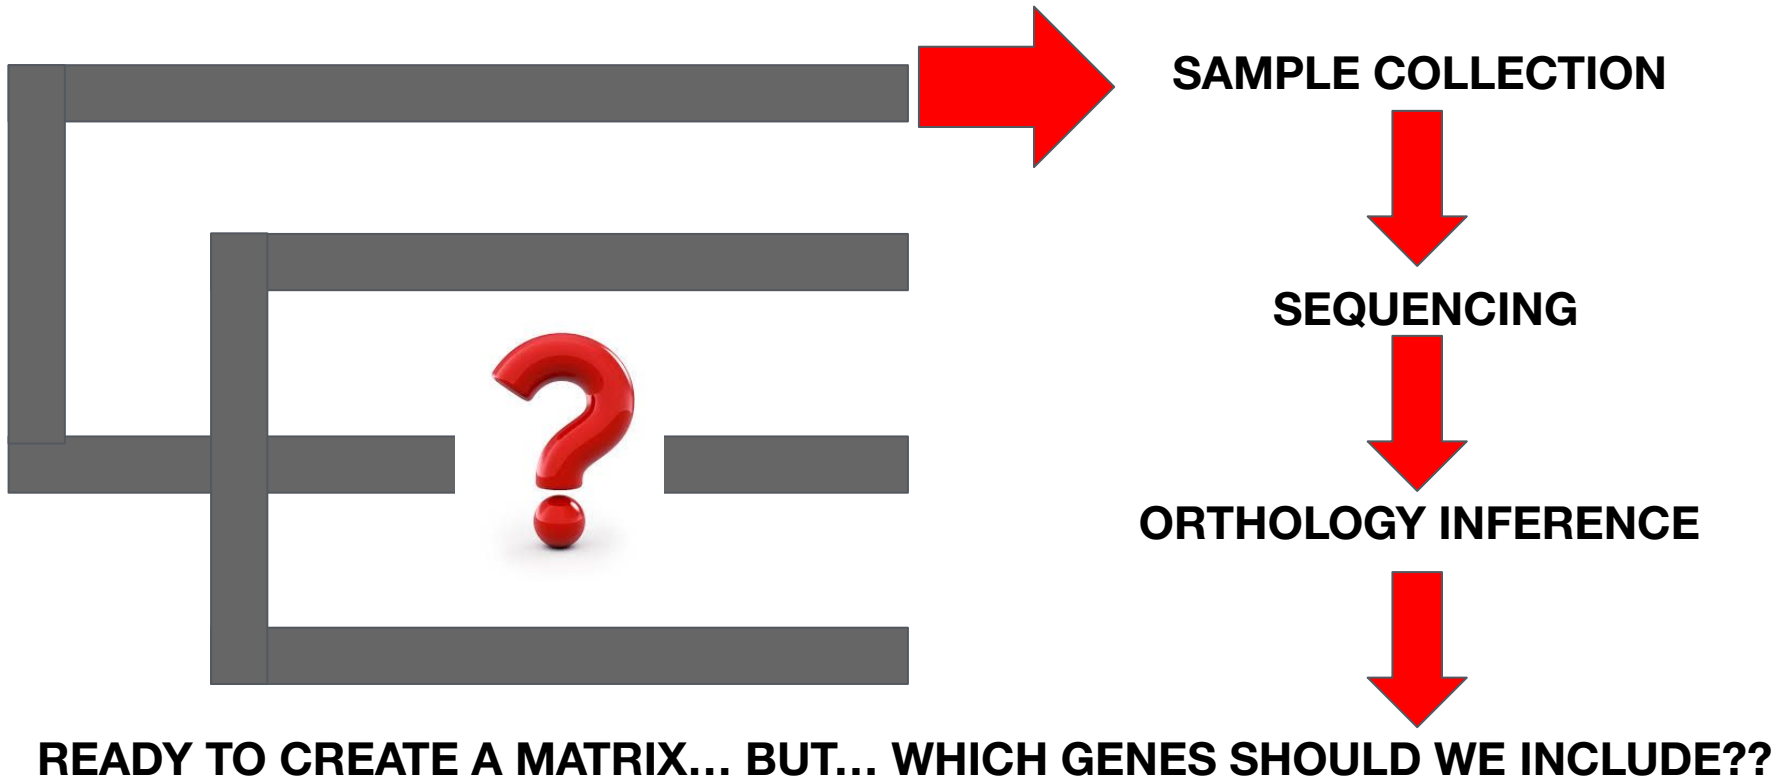 SAMPLE COLLECTION
SEQUENCING
ORTHOLOGY INFERENCE
READY TO CREATE A MATRIX... BUT... WHICH GENES SHOULD WE INCLUDE??